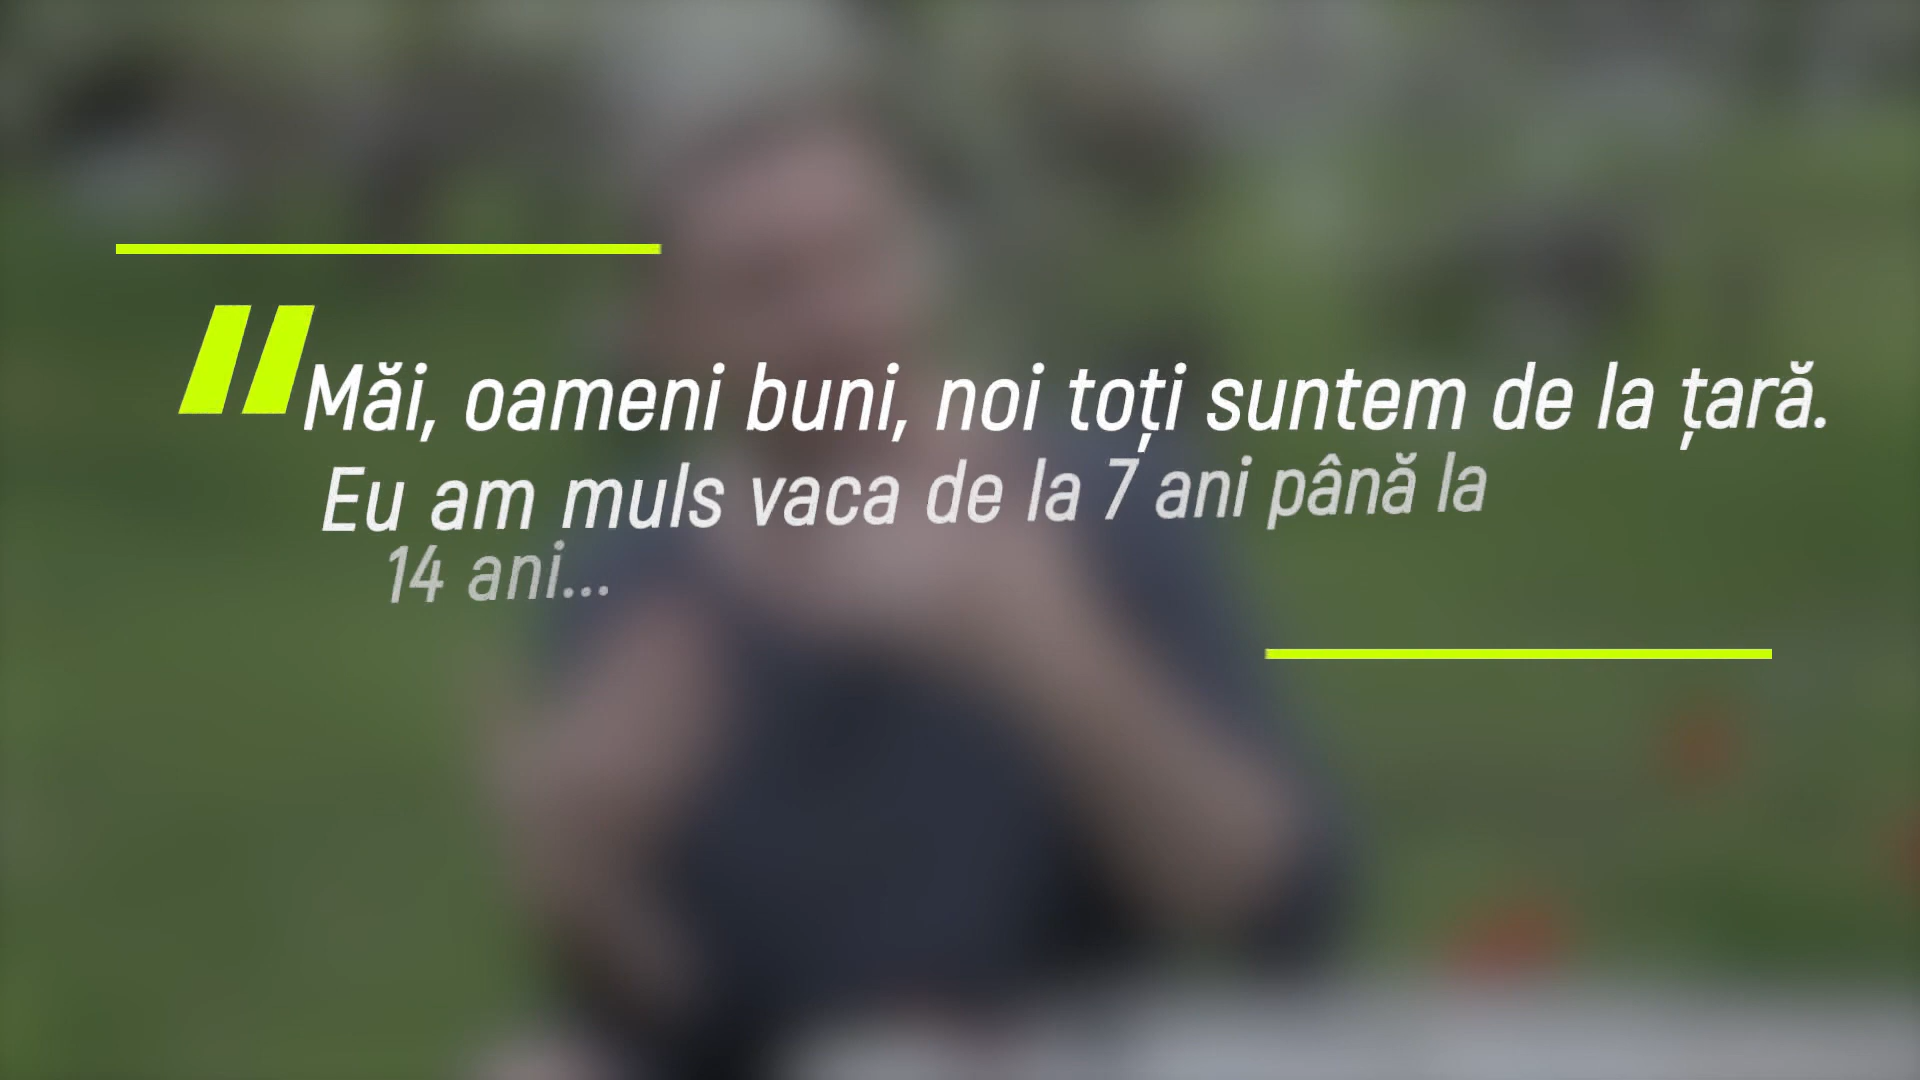 Măi, oameni buni, noi toți suntem de la țară.
Eu am muls vaca de la 7 ani până la
14 ani...